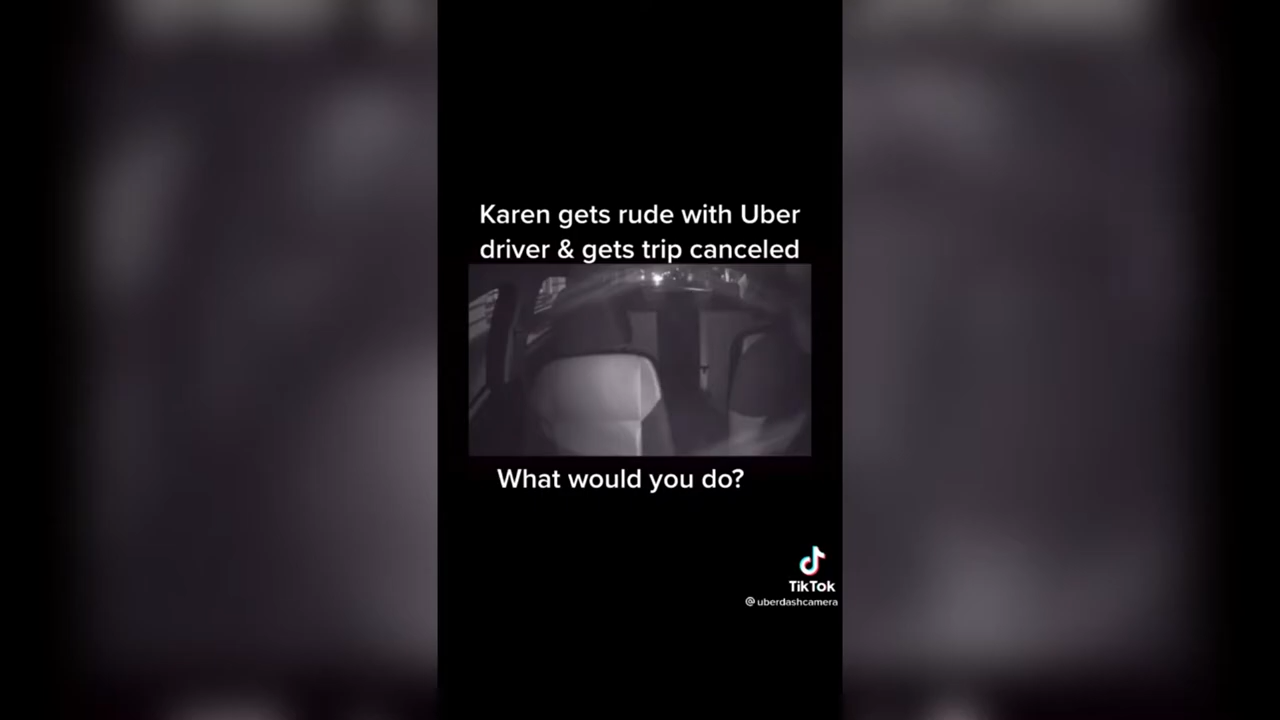 Karen gets rude with Uber
driver & gets trip canceled
What would you do?
TikTok
@uberdashcamera